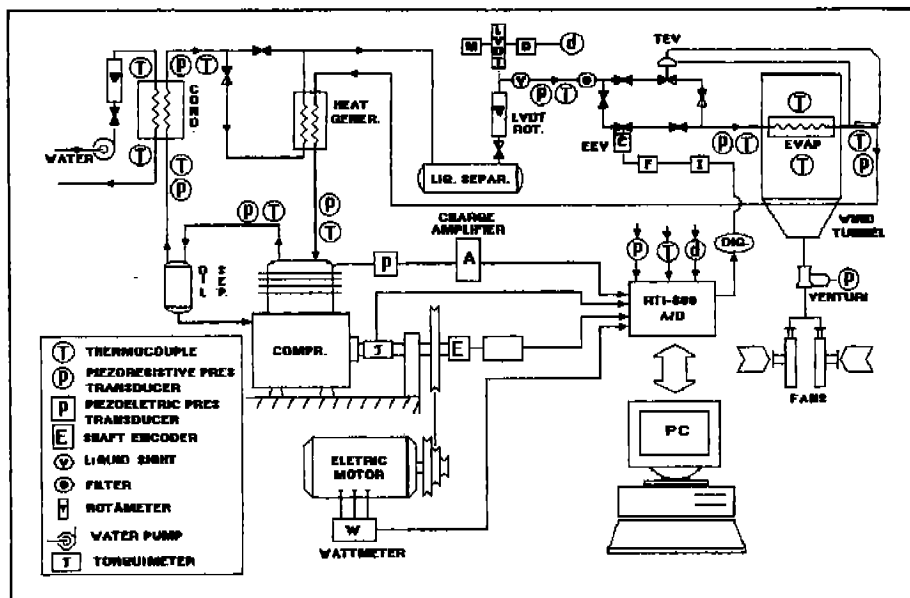 LVDT
M
D
d
TEV
T
P T
COND
T
HEAT
GENER.
LVDT
ROT.
P T
EEV
C
F
I
P T
T
EVAP
T
T
P
WATER
T
T
P
LIQ. SEPAR.
WIND
TUNNEL
P T
P
T
CHARGE
AMPLIFIER
P
A
P
T
d
DIG.
P
VENTURI
OIL
SEP.
RTI-800
A/D
COMPR.
T
E
FANS
PC
ELETRIC
MOTOR
W
WATTMETER
T THERMOCOUPLE
P PIEZORESISTIVE PRES
TRANSDUCER
P PIEZOELETRIC PRES
TRANSDUCER
E SHAFT ENCODER
LIQUID SIGHT
FILTER
ROTÂMETER
WATER PUMP
T TORQUIMETER